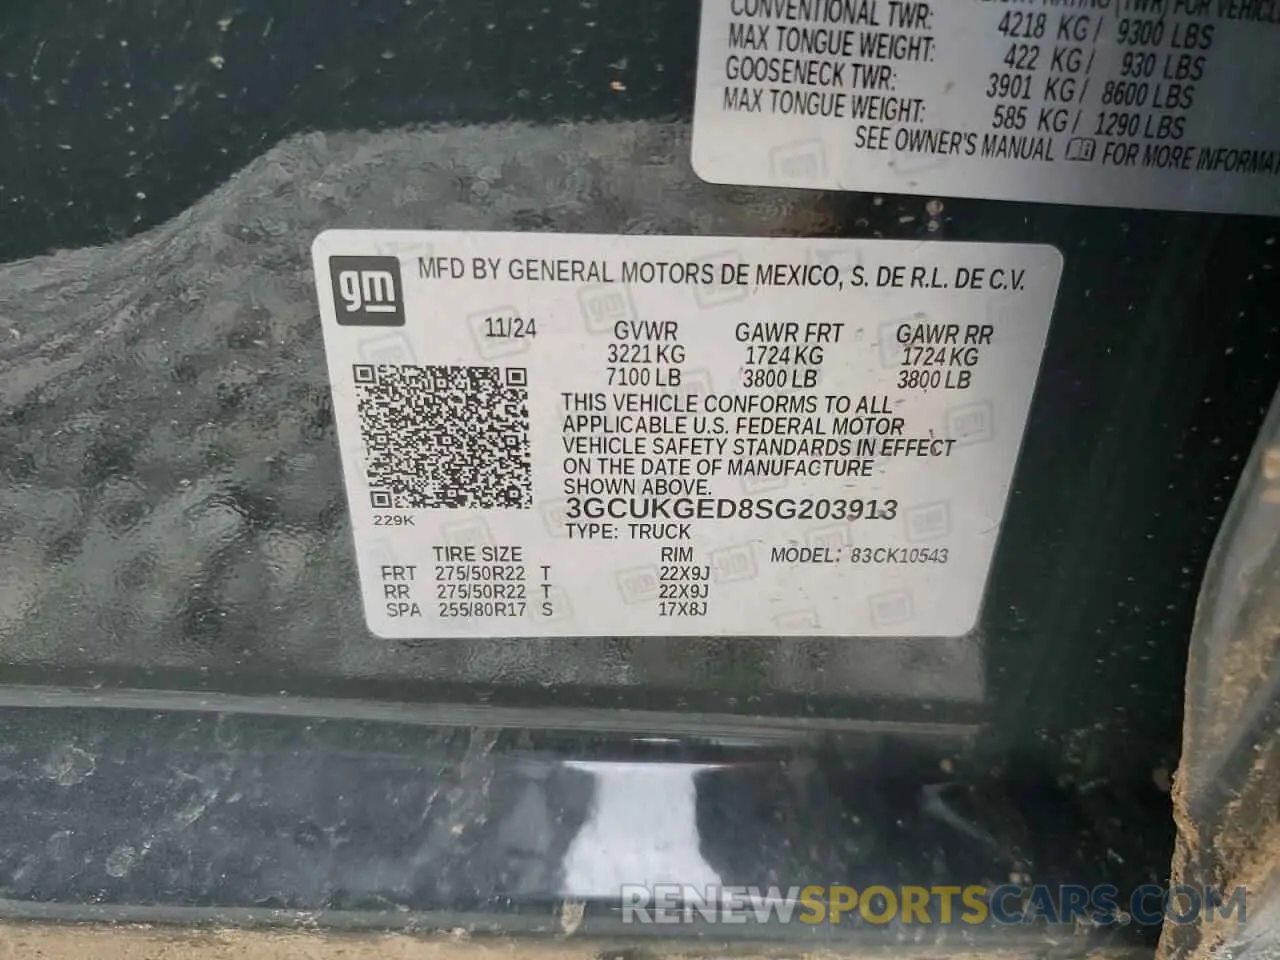 RATING (TWR) FOR VEHICLE
CONVENTIONAL TWR: 4218 KG / 9300 LBS
MAX TONGUE WEIGHT: 422 KG / 930 LBS
GOOSENECK TWR: 3901 KG / 8600 LBS
MAX TONGUE WEIGHT: 585 KG / 1290 LBS
SEE OWNER'S MANUAL FOR MORE INFORMAT
gm MFD BY GENERAL MOTORS DE MEXICO, S. DE R.L. DE C.V.
11/24 GVWR GAWR FRT GAWR RR
3221 KG 1724 KG 1724 KG
7100 LB 3800 LB 3800 LB
THIS VEHICLE CONFORMS TO ALL
APPLICABLE U.S. FEDERAL MOTOR
VEHICLE SAFETY STANDARDS IN EFFECT
ON THE DATE OF MANUFACTURE
SHOWN ABOVE.
3GCUKGED8SG203913
229K
TYPE: TRUCK
TIRE SIZE RIM MODEL: 83CK10543
FRT 275/50R22 T 22X9J
RR 275/50R22 T 22X9J
SPA 255/80R17 S 17X8J
RENEWSPORTSCARS.COM